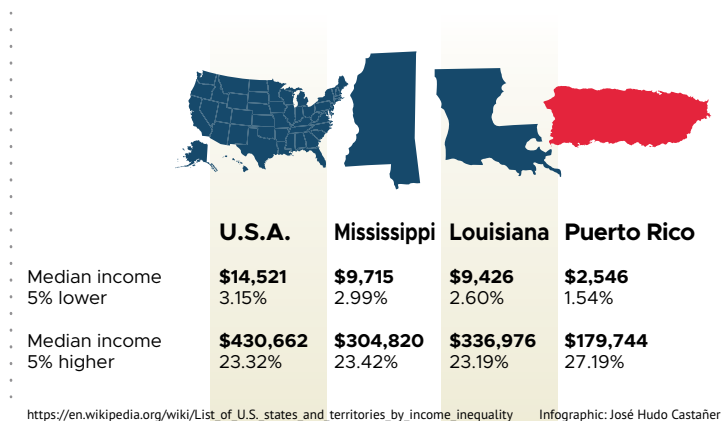 U.S.A. Mississippi Louisiana Puerto Rico
Median income $14,521 $9,715 $9,426 $2,546
5% lower 3.15% 2.99% 2.60% 1.54%
Median income $430,662 $304,820 $336,976 $179,744
5% higher 23.32% 23.42% 23.19% 27.19%
https://en.wikipedia.org/wiki/List_of_U.S._states_and_territories_by_income_inequality Infographic: José Hudo Castañer